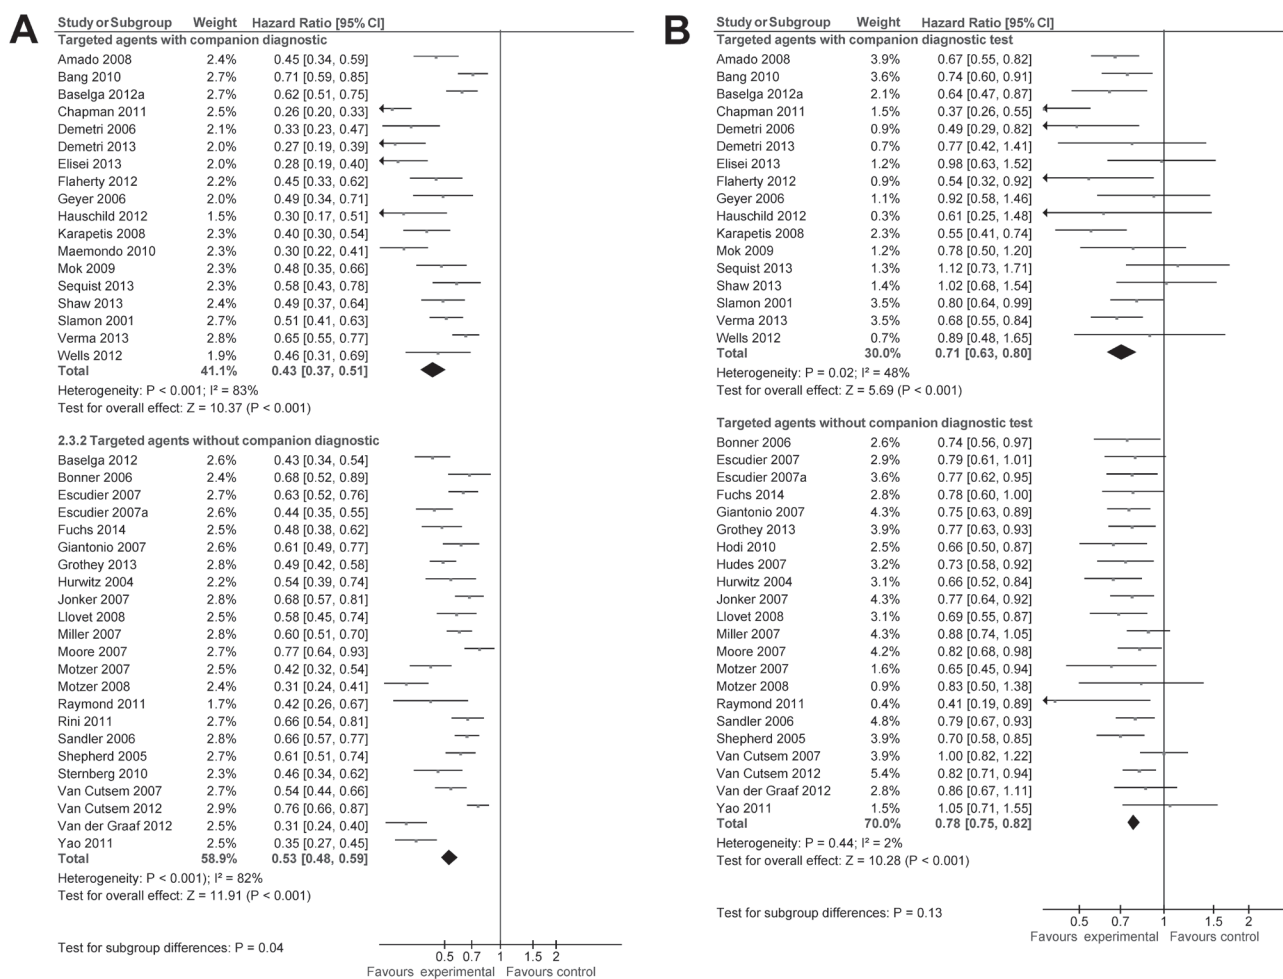 A
Study or Subgroup Weight Hazard Ratio [95% CI]
Targeted agents with companion diagnostic
Amado 2008 2.4% 0.45 [0.34, 0.59]
Bang 2010 2.7% 0.71 [0.59, 0.85]
Baselga 2012a 2.7% 0.62 [0.51, 0.75]
Chapman 2011 2.5% 0.26 [0.20, 0.33]
Demetri 2006 2.1% 0.33 [0.23, 0.47]
Demetri 2013 2.0% 0.27 [0.19, 0.39]
Elisei 2013 2.0% 0.28 [0.19, 0.40]
Flaherty 2012 2.2% 0.45 [0.33, 0.62]
Geyer 2006 2.0% 0.49 [0.34, 0.71]
Hauschild 2012 1.5% 0.30 [0.17, 0.51]
Karapetis 2008 2.3% 0.40 [0.30, 0.54]
Maemondo 2010 2.3% 0.30 [0.22, 0.41]
Mok 2009 2.3% 0.48 [0.35, 0.66]
Sequist 2013 2.3% 0.58 [0.43, 0.78]
Shaw 2013 2.4% 0.49 [0.37, 0.64]
Slamon 2001 2.7% 0.51 [0.41, 0.63]
Verma 2013 2.8% 0.65 [0.55, 0.77]
Wells 2012 1.9% 0.46 [0.31, 0.69]
Total 41.1% 0.43 [0.37, 0.51]
Heterogeneity: P < 0.001; I² = 83%
Test for overall effect: Z = 10.37 (P < 0.001)
2.3.2 Targeted agents without companion diagnostic
Baselga 2012 2.6% 0.43 [0.34, 0.54]
Bonner 2006 2.4% 0.68 [0.52, 0.89]
Escudier 2007 2.7% 0.63 [0.52, 0.76]
Escudier 2007a 2.6% 0.44 [0.35, 0.55]
Fuchs 2014 2.5% 0.48 [0.38, 0.62]
Giantonio 2007 2.6% 0.61 [0.49, 0.77]
Grothey 2013 2.8% 0.49 [0.42, 0.58]
Hurwitz 2004 2.2% 0.54 [0.39, 0.74]
Jonker 2007 2.8% 0.68 [0.57, 0.81]
Llovet 2008 2.5% 0.58 [0.45, 0.74]
Miller 2007 2.8% 0.60 [0.51, 0.70]
Moore 2007 2.7% 0.77 [0.64, 0.93]
Motzer 2007 2.5% 0.42 [0.32, 0.54]
Motzer 2008 2.4% 0.31 [0.24, 0.41]
Raymond 2011 1.7% 0.42 [0.26, 0.67]
Rini 2011 2.7% 0.66 [0.54, 0.81]
Sandler 2006 2.8% 0.66 [0.57, 0.77]
Shepherd 2005 2.7% 0.61 [0.51, 0.74]
Sternberg 2010 2.3% 0.46 [0.34, 0.62]
Van Cutsem 2007 2.7% 0.54 [0.44, 0.66]
Van Cutsem 2012 2.9% 0.76 [0.66, 0.87]
Van der Graaf 2012 2.5% 0.31 [0.24, 0.40]
Yao 2011 2.5% 0.35 [0.27, 0.45]
Total 58.9% 0.53 [0.48, 0.59]
Heterogeneity: P < 0.001); I² = 82%
Test for overall effect: Z = 11.91 (P < 0.001)
Test for subgroup differences: P = 0.04
0.5 0.7 1 1.5 2
Favours experimental Favours control
B
Study or Subgroup Weight Hazard Ratio [95% CI]
Targeted agents with companion diagnostic test
Amado 2008 3.9% 0.67 [0.55, 0.82]
Bang 2010 3.6% 0.74 [0.60, 0.91]
Baselga 2012a 2.1% 0.64 [0.47, 0.87]
Chapman 2011 1.5% 0.37 [0.26, 0.55]
Demetri 2006 0.9% 0.49 [0.29, 0.82]
Demetri 2013 0.7% 0.77 [0.42, 1.41]
Elisei 2013 1.2% 0.98 [0.63, 1.52]
Flaherty 2012 0.9% 0.54 [0.32, 0.92]
Geyer 2006 1.1% 0.92 [0.58, 1.46]
Hauschild 2012 0.3% 0.61 [0.25, 1.48]
Karapetis 2008 2.3% 0.55 [0.41, 0.74]
Mok 2009 1.2% 0.78 [0.50, 1.20]
Sequist 2013 1.3% 1.12 [0.73, 1.71]
Shaw 2013 1.4% 1.02 [0.68, 1.54]
Slamon 2001 3.5% 0.80 [0.64, 0.99]
Verma 2013 3.5% 0.68 [0.55, 0.84]
Wells 2012 0.7% 0.89 [0.48, 1.65]
Total 30.0% 0.71 [0.63, 0.80]
Heterogeneity: P = 0.02; I² = 48%
Test for overall effect: Z = 5.69 (P < 0.001)
Targeted agents without companion diagnostic test
Bonner 2006 2.6% 0.74 [0.56, 0.97]
Escudier 2007 2.9% 0.79 [0.61, 1.01]
Escudier 2007a 3.6% 0.77 [0.62, 0.95]
Fuchs 2014 2.8% 0.78 [0.60, 1.00]
Giantonio 2007 4.3% 0.75 [0.63, 0.89]
Grothey 2013 3.9% 0.77 [0.63, 0.93]
Hodi 2010 2.5% 0.66 [0.50, 0.87]
Hudes 2007 3.2% 0.73 [0.58, 0.92]
Hurwitz 2004 3.1% 0.66 [0.52, 0.84]
Jonker 2007 4.3% 0.77 [0.64, 0.92]
Llovet 2008 3.1% 0.69 [0.55, 0.87]
Miller 2007 4.3% 0.88 [0.74, 1.05]
Moore 2007 4.2% 0.82 [0.68, 0.98]
Motzer 2007 1.6% 0.65 [0.45, 0.94]
Motzer 2008 0.9% 0.83 [0.50, 1.38]
Raymond 2011 0.4% 0.41 [0.19, 0.89]
Sandler 2006 4.8% 0.79 [0.67, 0.93]
Shepherd 2005 3.9% 0.70 [0.58, 0.85]
Van Cutsem 2007 3.9% 1.00 [0.82, 1.22]
Van Cutsem 2012 5.4% 0.82 [0.71, 0.94]
Van der Graaf 2012 2.8% 0.86 [0.67, 1.11]
Yao 2011 1.5% 1.05 [0.71, 1.55]
Total 70.0% 0.78 [0.75, 0.82]
Heterogeneity: P = 0.44; I² = 2%
Test for overall effect: Z = 10.28 (P < 0.001)
Test for subgroup differences: P = 0.13
0.5 0.7 1 1.5 2
Favours experimental Favours control